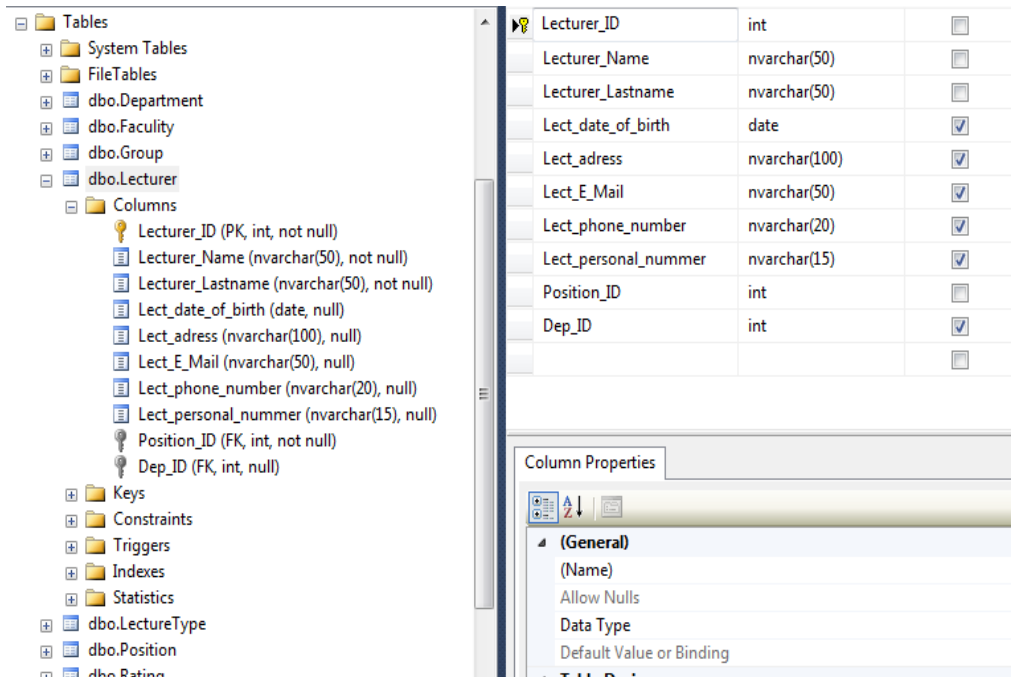 Tables
System Tables
FileTables
dbo.Department
dbo.Faculity
dbo.Group
dbo.Lecturer
Columns
Lecturer_ID (PK, int, not null)
Lecturer_Name (nvarchar(50), not null)
Lecturer_Lastname (nvarchar(50), not null)
Lect_date_of_birth (date, null)
Lect_adress (nvarchar(100), null)
Lect_E_Mail (nvarchar(50), null)
Lect_phone_number (nvarchar(20), null)
Lect_personal_nummer (nvarchar(15), null)
Position_ID (FK, int, not null)
Dep_ID (FK, int, null)
Keys
Constraints
Triggers
Indexes
Statistics
dbo.LectureType
dbo.Position
dbo.Rating
Lecturer_ID int
Lecturer_Name nvarchar(50)
Lecturer_Lastname nvarchar(50)
Lect_date_of_birth date
Lect_adress nvarchar(100)
Lect_E_Mail nvarchar(50)
Lect_phone_number nvarchar(20)
Lect_personal_nummer nvarchar(15)
Position_ID int
Dep_ID int
Column Properties
A Z
(General)
(Name)
Allow Nulls
Data Type
Default Value or Binding